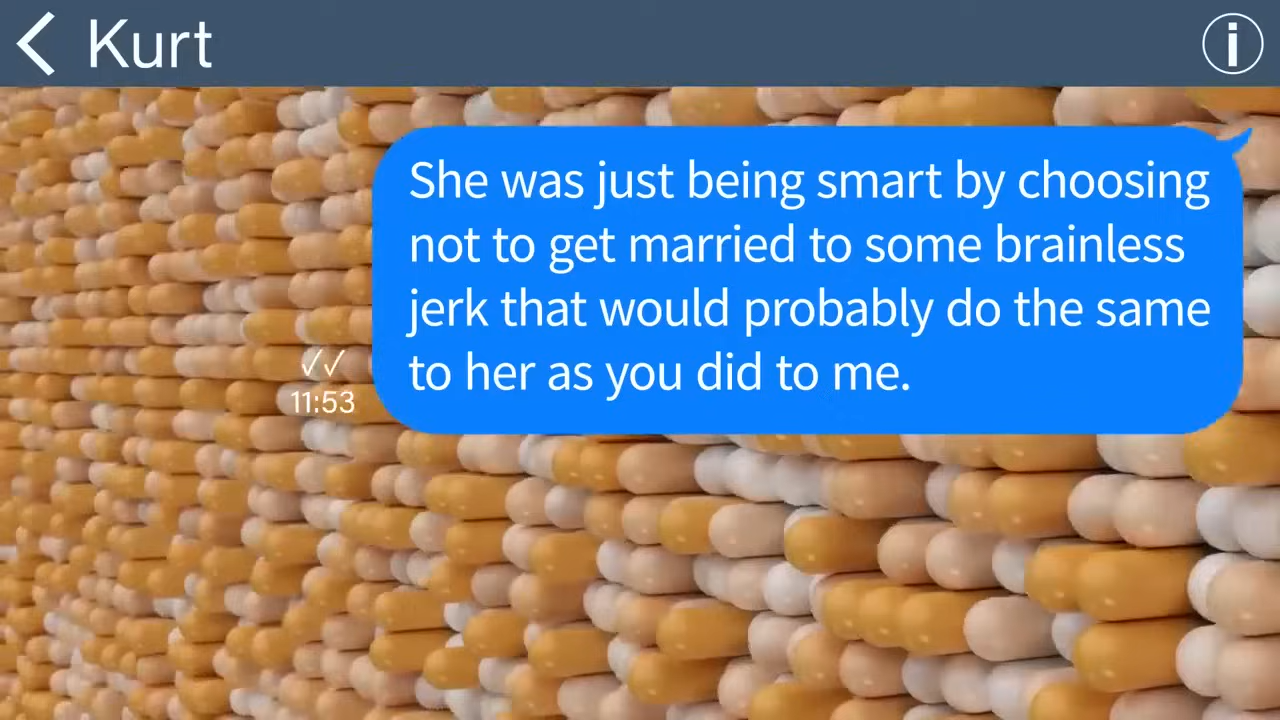 Kurt
She was just being smart by choosing
not to get married to some brainless
jerk that would probably do the same
to her as you did to me.
11:53